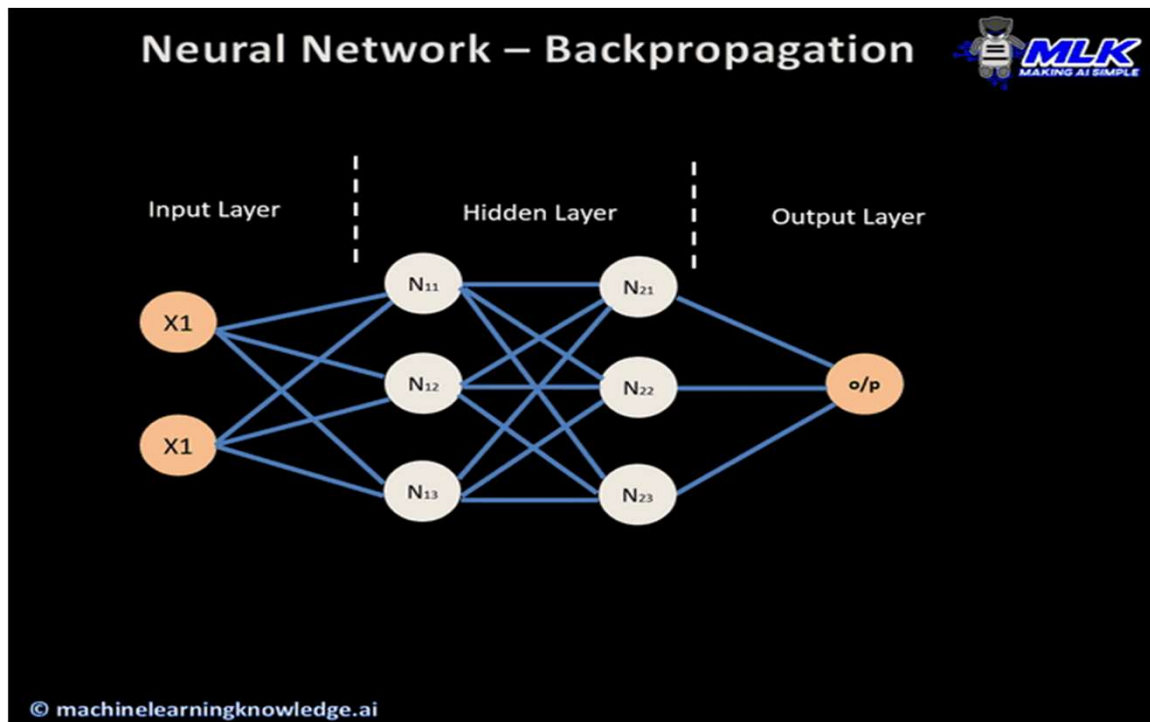 Neural Network – Backpropagation
MLK
MAKING AI SIMPLE
Input Layer
Hidden Layer
Output Layer
X1
X1
N₁₁
N₁₂
N₁₃
N₂₁
N₂₂
N₂₃
o/p
© machinelearningknowledge.ai